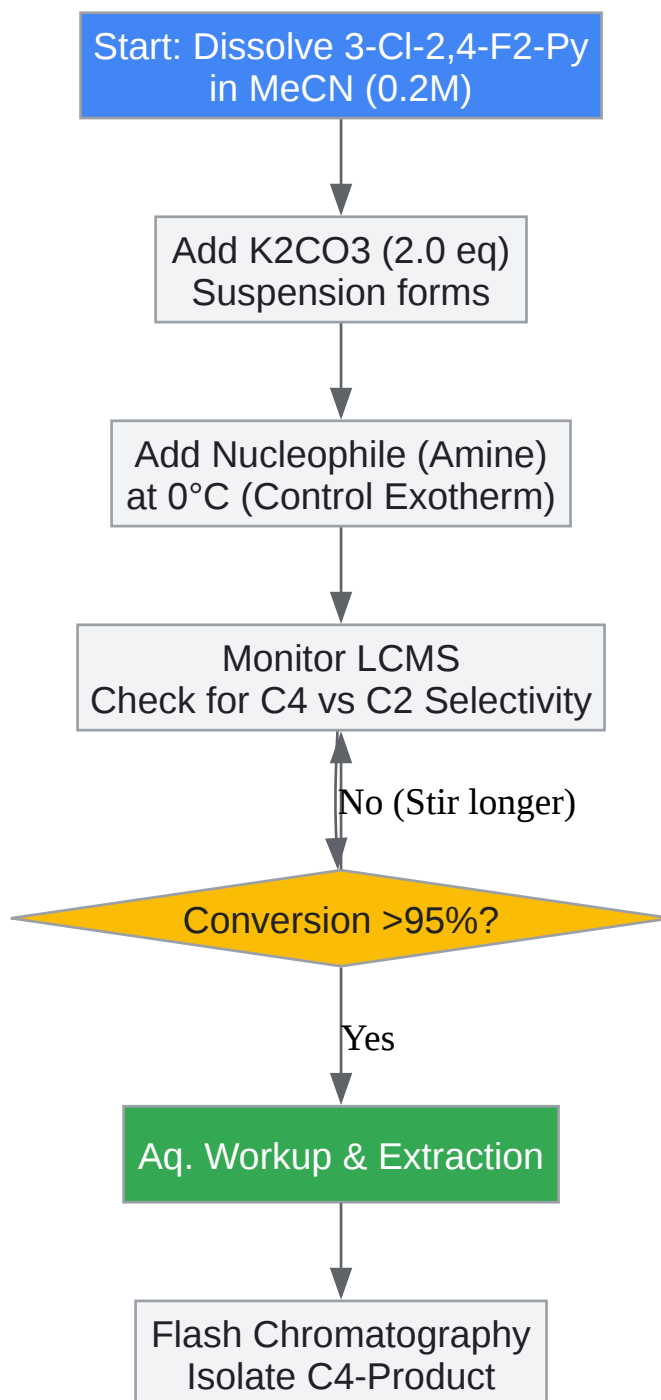 Start: Dissolve 3-Cl-2,4-F2-Py
in MeCN (0.2M)
Add K2CO3 (2.0 eq)
Suspension forms
Add Nucleophile (Amine)
at 0°C (Control Exotherm)
Monitor LCMS
Check for C4 vs C2 Selectivity
No (Stir longer)
Conversion >95%?
Yes
Aq. Workup & Extraction
Flash Chromatography
Isolate C4-Product